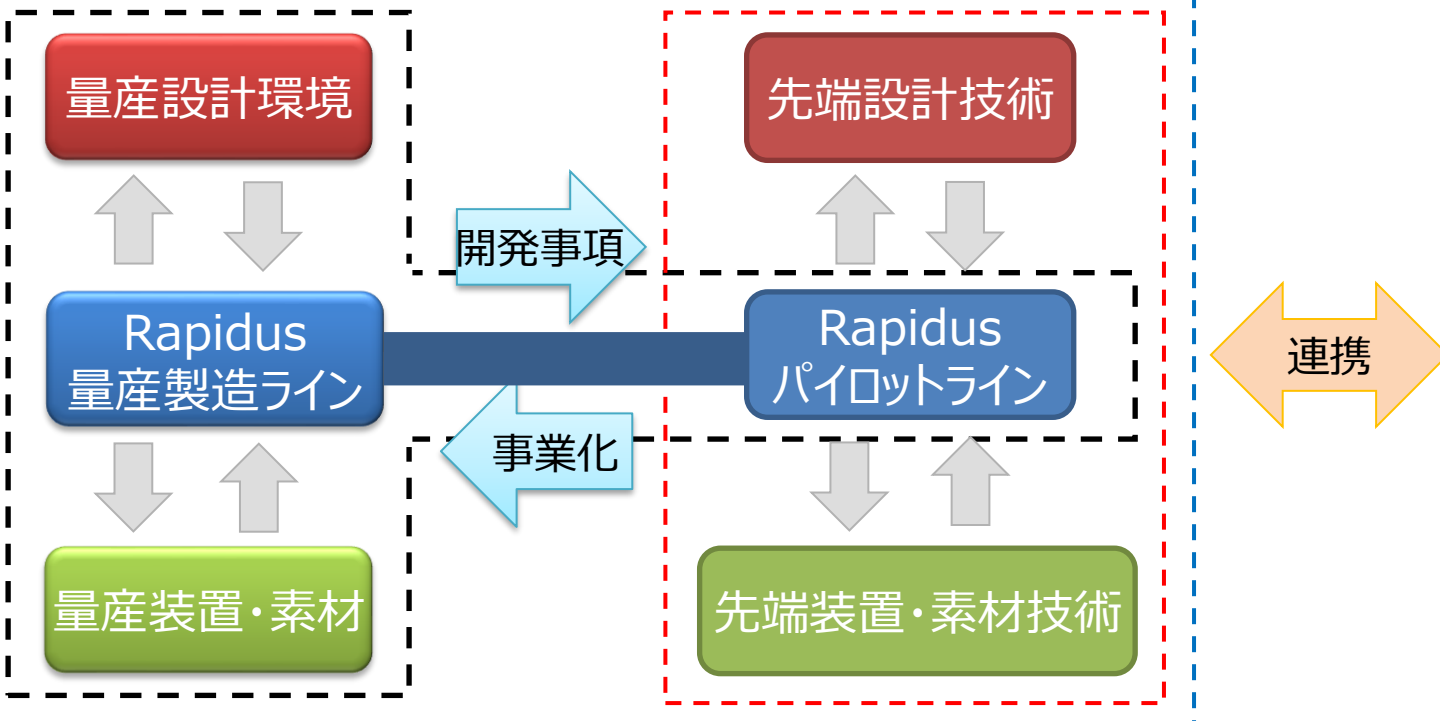 量産設計環境
先端設計技術
開発事項
Rapidus
量産製造ライン
Rapidus
パイロットライン
連携
事業化
量産装置・素材
先端装置・素材技術